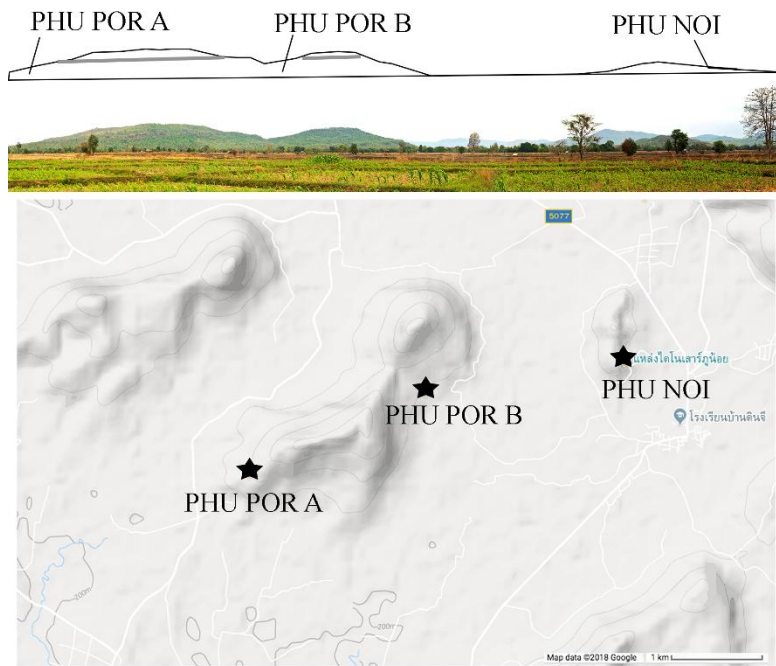 PHU POR A
PHU POR B
PHU NOI
5077
แหล่งไดโนเสาร์ภูน้อย
PHU NOI
PHU POR B
โรงเรียนบ้านดินจี่
PHU POR A
200m
200m
Map data ©2018 Google
1 km